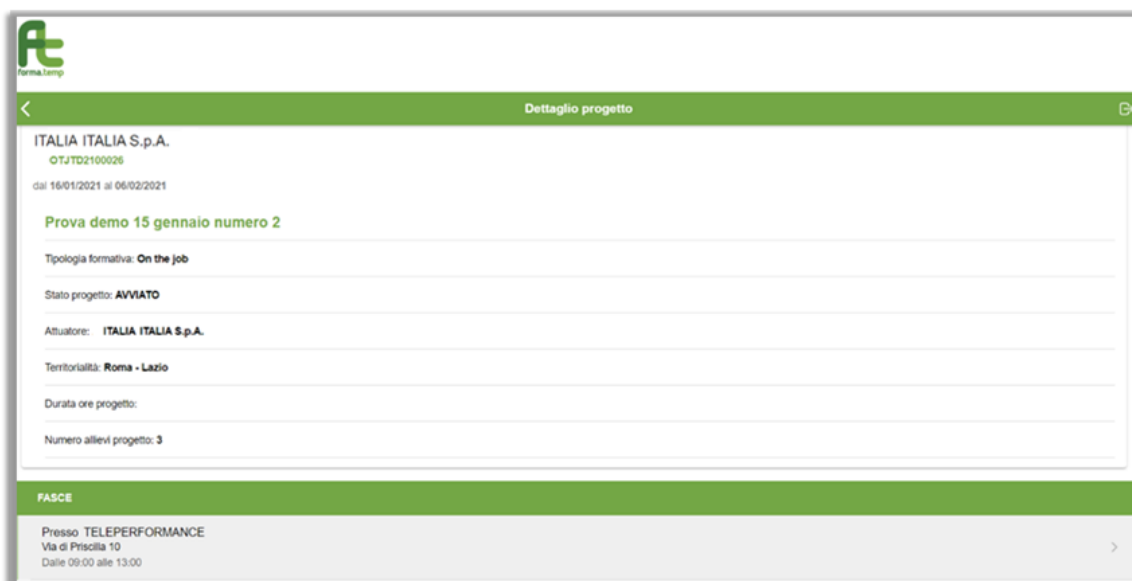 forma.temp
Dettaglio progetto
ITALIA ITALIA S.p.A.
OTJTD2100026
dal 16/01/2021 al 06/02/2021
Prova demo 15 gennaio numero 2
Tipologia formativa: On the job
Stato progetto: AVVIATO
Attuatore: ITALIA ITALIA S.p.A.
Territorialità: Roma - Lazio
Durata ore progetto:
Numero allievi progetto: 3
FASCE
Presso TELEPERFORMANCE
Via di Priscilla 10
Dalle 09:00 alle 13:00